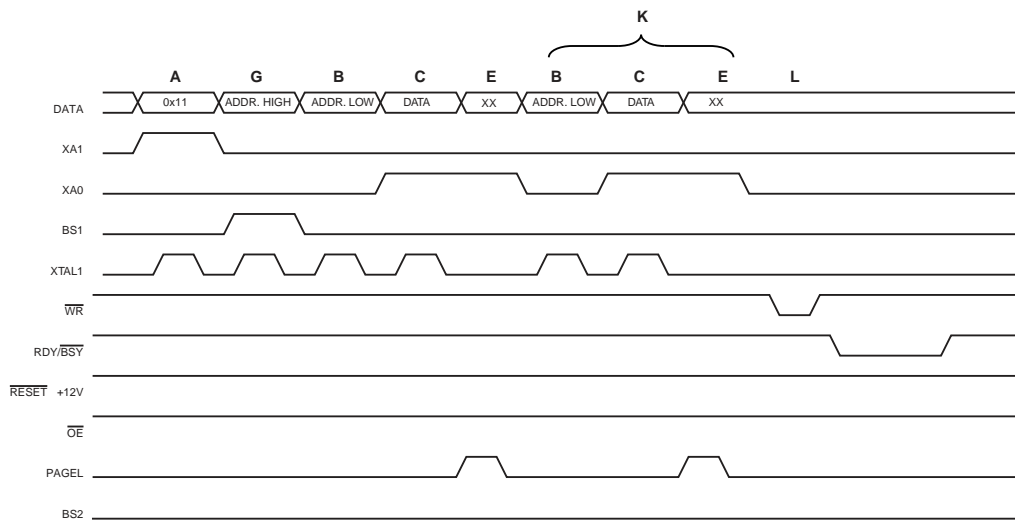 K
A G B C E B C E L
DATA 0x11 ADDR. HIGH ADDR. LOW DATA XX ADDR. LOW DATA XX
XA1
XA0
BS1
XTAL1
WR
RDY/BSY
RESET +12V
OE
PAGEL
BS2